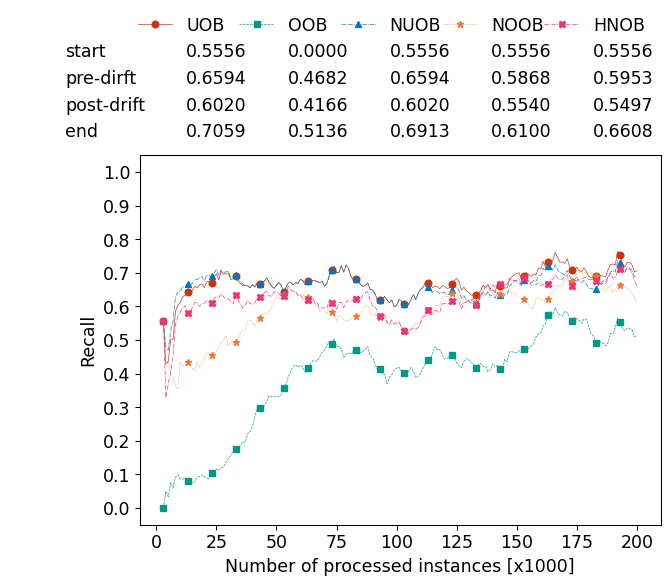 UOB OOB NUOB NOOB HNOB
start 0.5556 0.0000 0.5556 0.5556 0.5556
pre-dirft 0.6594 0.4682 0.6594 0.5868 0.5953
post-drift 0.6020 0.4166 0.6020 0.5540 0.5497
end 0.7059 0.5136 0.6913 0.6100 0.6608
1.0
0.9
0.8
0.7
0.6
0.5
0.4
0.3
0.2
0.1
0.0
Recall
0 25 50 75 100 125 150 175 200
Number of processed instances [x1000]